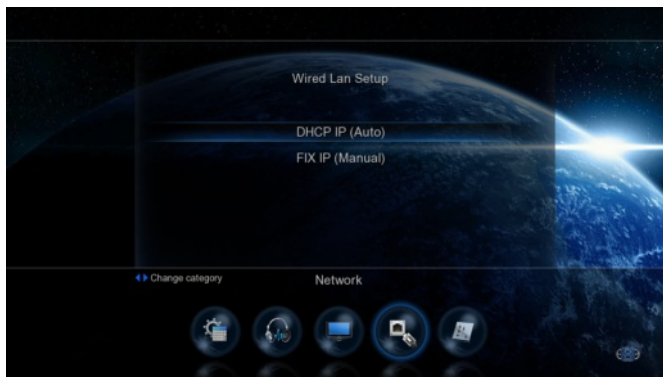 Wired Lan Setup
DHCP IP (Auto)
FIX IP (Manual)
Change category
Network